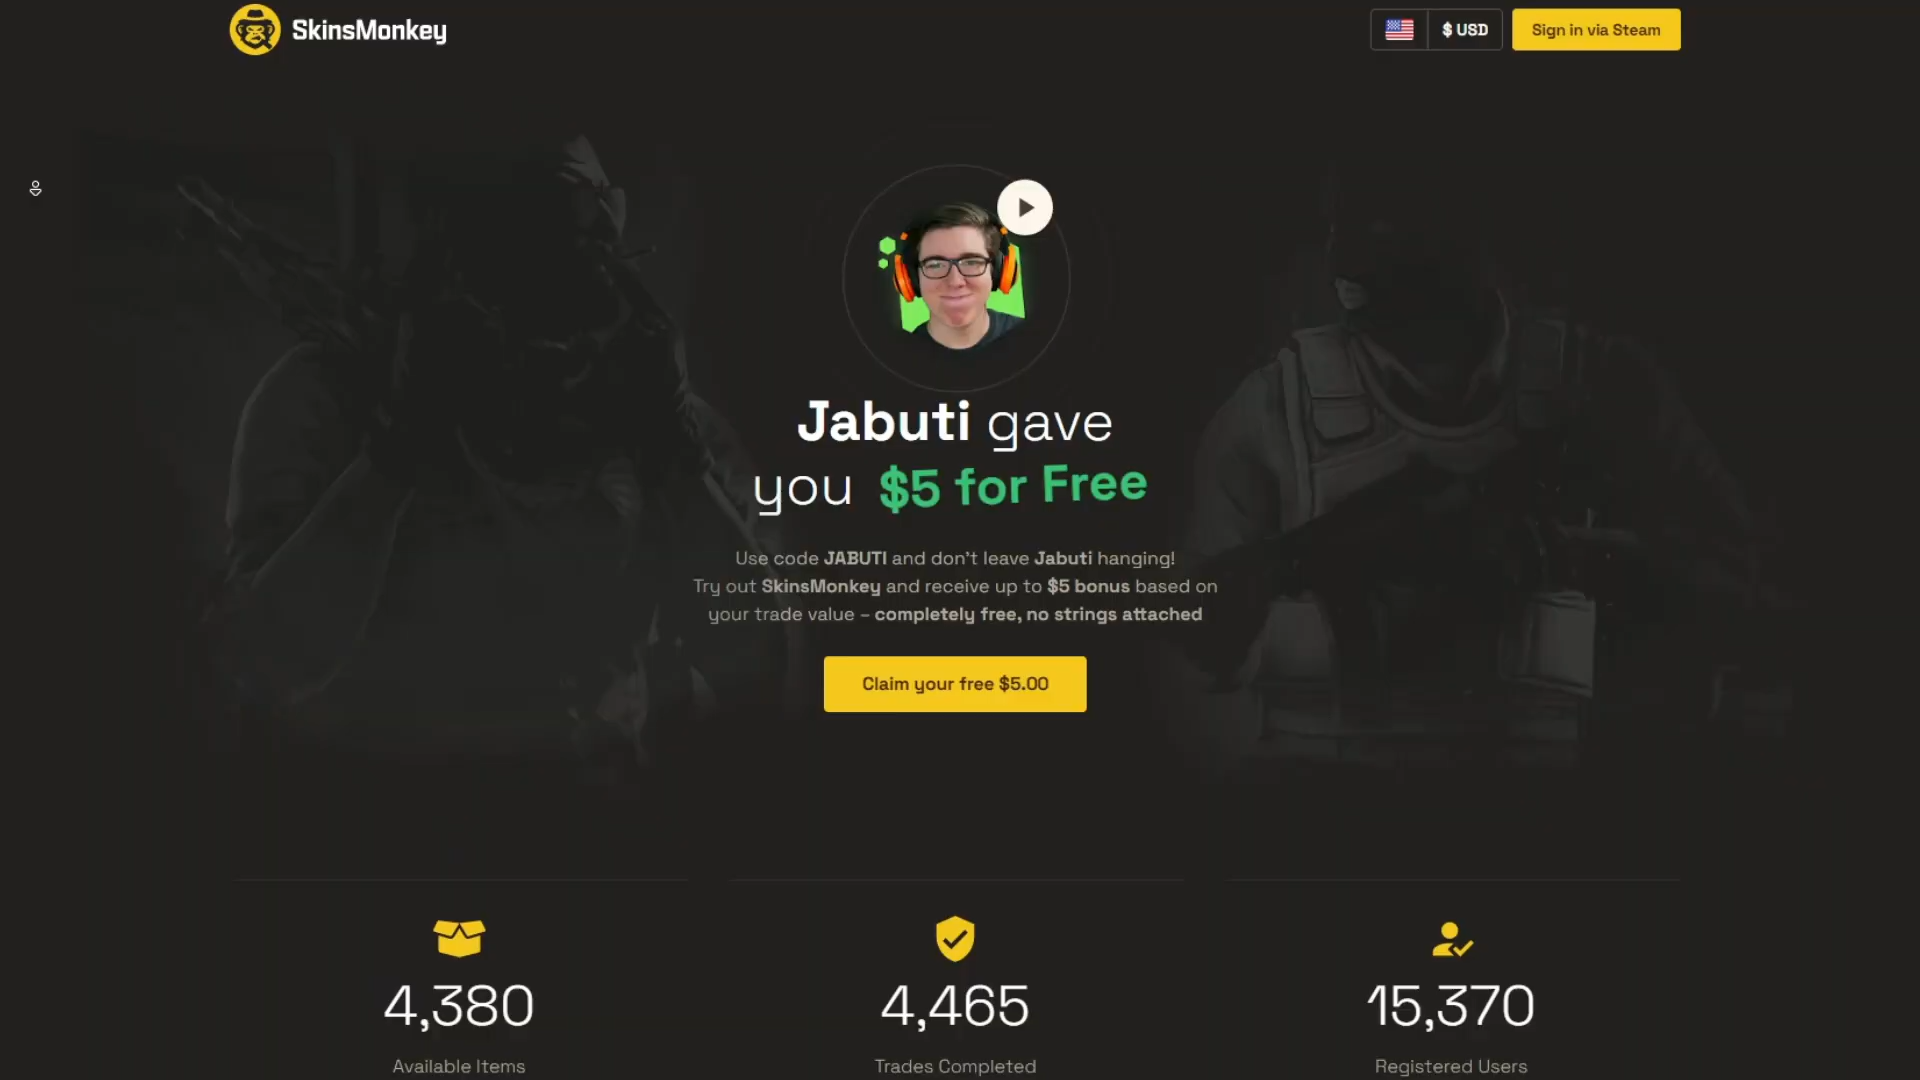 SkinsMonkey
$ USD
Sign in via Steam
Jabuti gave
you $5 for Free
Use code JABUTI and don't leave Jabuti hanging!
Try out SkinsMonkey and receive up to $5 bonus based on
your trade value – completely free, no strings attached
Claim your free $5.00
4,380
Available Items
4,465
Trades Completed
15,370
Registered Users